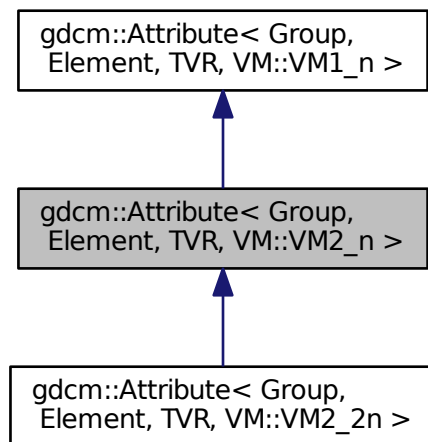 gdcm::Attribute< Group,
Element, TVR, VM::VM1_n >
gdcm::Attribute< Group,
Element, TVR, VM::VM2_n >
gdcm::Attribute< Group,
Element, TVR, VM::VM2_2n >